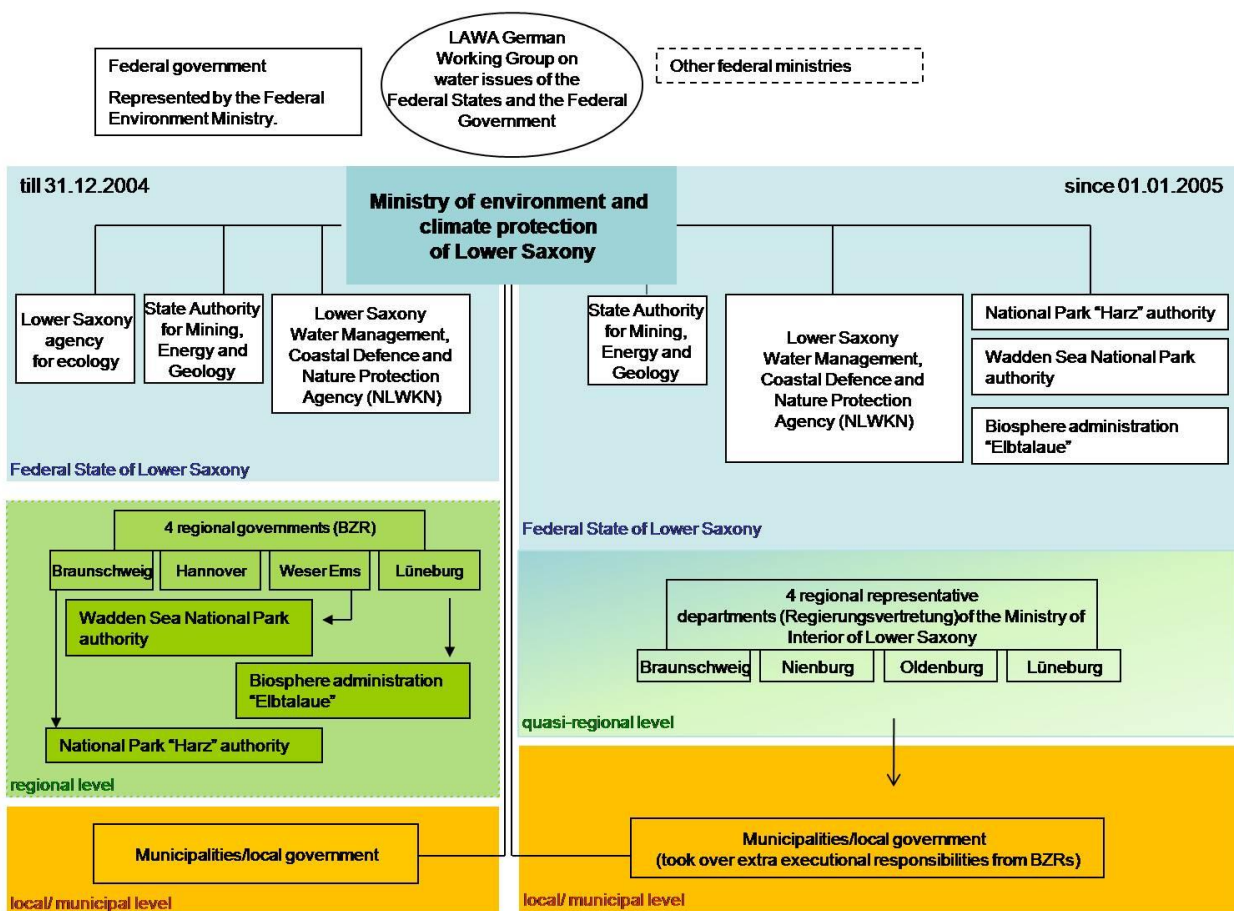 Federal government
Represented by the Federal
Environment Ministry.
LAWA German
Working Group on
water issues of the
Federal States and the Federal
Government
Other federal ministries
till 31.12.2004
Ministry of environment and
climate protection
of Lower Saxony
since 01.01.2005
Lower Saxony
agency
for ecology
State Authority
for Mining,
Energy and
Geology
Lower Saxony
Water Management,
Coastal Defence and
Nature Protection
Agency (NLWKN)
Federal State of Lower Saxony
State Authority
for Mining,
Energy and
Geology
Lower Saxony
Water Management,
Coastal Defence and
Nature Protection
Agency (NLWKN)
National Park “Harz” authority
Wadden Sea National Park
authority
Biosphere administration
“Elbtalaue”
Federal State of Lower Saxony
4 regional governments (BZR)
Braunschweig
Hannover
Weser Ems
Lüneburg
Wadden Sea National Park
authority
Biosphere administration
“Elbtalaue”
National Park “Harz” authority
regional level
4 regional representative
departments (Regierungsvertretung)of the Ministry of
Interior of Lower Saxony
Braunschweig
Nienburg
Oldenburg
Lüneburg
quasi-regional level
Municipalities/local government
local/ municipal level
Municipalities/local government
(took over extra executional responsibilities from BZRs)
local/ municipal level